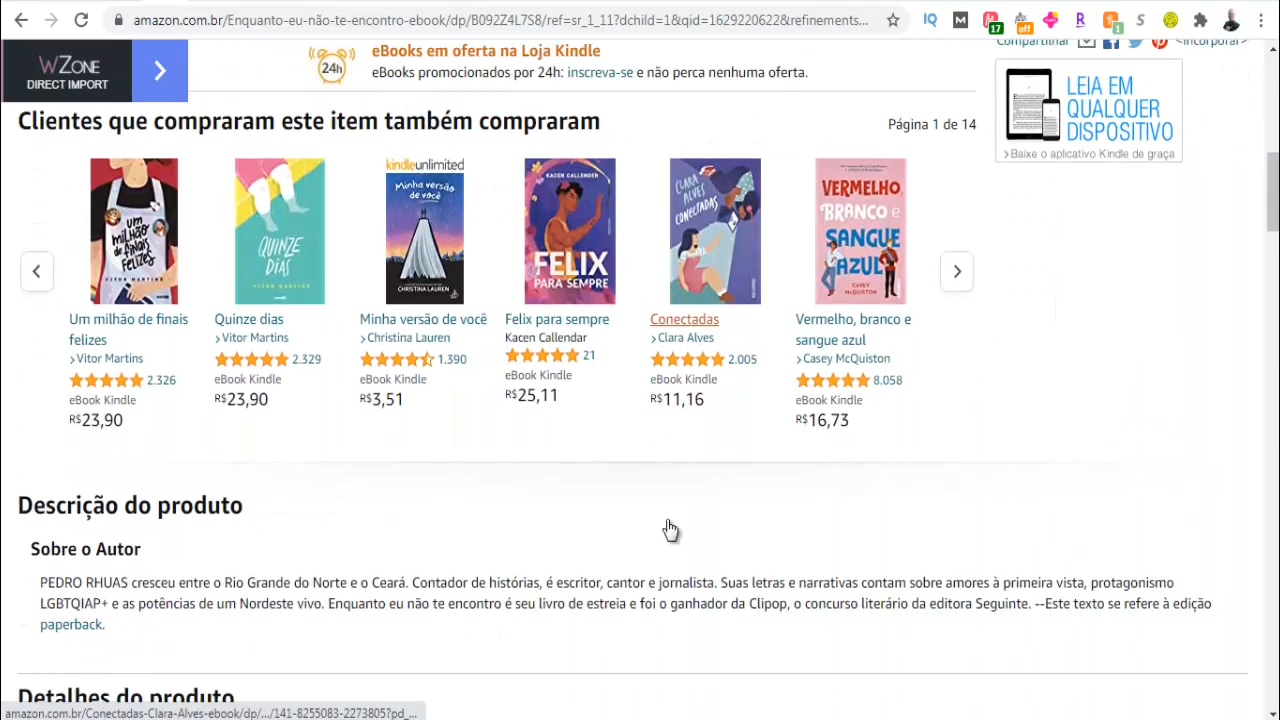 amazon.com.br/Enquanto-eu-não-te-encontro-ebook/dp/B092Z4L7S8/ref=sr_1_11?dchild=1&qid=1629220622&refinements...
IQ
M
17
off
R
1
S
Compartilhar <Incorporar>
WZONE
DIRECT IMPORT
24h
eBooks em oferta na Loja Kindle
eBooks promocionados por 24h: inscreva-se e não perca nenhuma oferta.
LEIA EM
QUALQUER
DISPOSITIVO
›Baixe o aplicativo Kindle de graça
Clientes que compraram este item também compraram
Página 1 de 14
UM
MILHÃO DE
FINAIS
FELIZES
VITOR MARTINS
Um milhão de finais
felizes
›Vitor Martins
2.326
eBook Kindle
R$23,90
QUINZE
DIAS
VITOR MARTINS
Quinze dias
›Vitor Martins
2.329
eBook Kindle
R$23,90
kindleunlimited
Minha versão
de você
CHRISTINA LAUREN
Minha versão de você
›Christina Lauren
1.390
eBook Kindle
R$3,51
KACEN CALLENDER
FELIX
PARA SEMPRE
Felix para sempre
Kacen Callendar
21
eBook Kindle
R$25,11
CLARA
ALVES
CONECTADAS
Conectadas
›Clara Alves
2.005
eBook Kindle
R$11,16
VERMELHO,
BRANCO e
SANGUE
AZUL
CASEY
McQUISTON
Vermelho, branco e
sangue azul
›Casey McQuiston
8.058
eBook Kindle
R$16,73
Descrição do produto
Sobre o Autor
PEDRO RHUAS cresceu entre o Rio Grande do Norte e o Ceará. Contador de histórias, é escritor, cantor e jornalista. Suas letras e narrativas contam sobre amores à primeira vista, protagonismo
LGBTQIAP+ e as potências de um Nordeste vivo. Enquanto eu não te encontro é seu livro de estreia e foi o ganhador da Clipop, o concurso literário da editora Seguinte. --Este texto se refere à edição
paperback.
Detalhes do produto
amazon.com.br/Conectadas-Clara-Alves-ebook/dp/.../141-8255083-2273805?pd_...